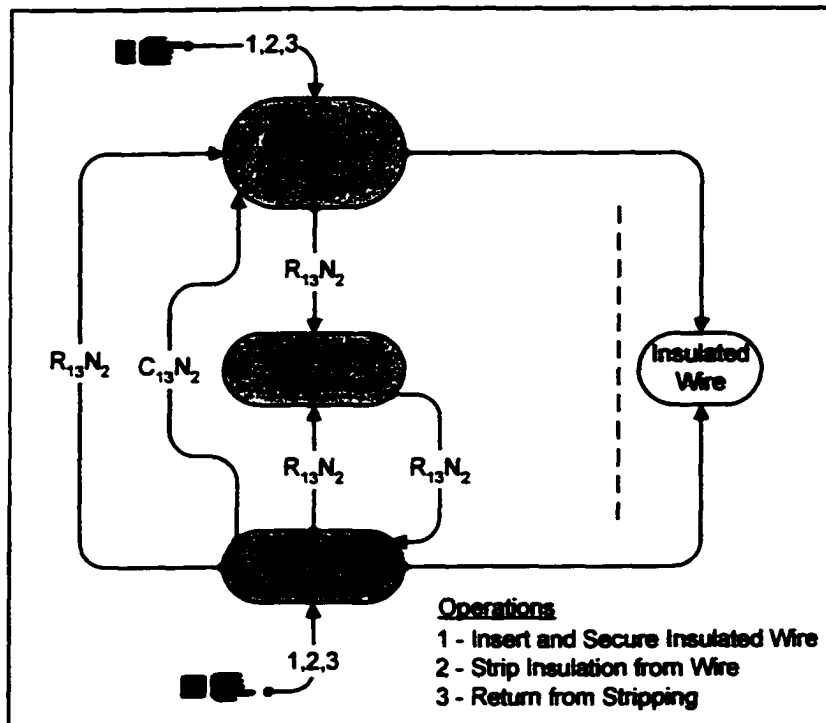 1,2,3
R₁₃N₂
R₁₃N₂
C₁₃N₂
Insulated
Wire
R₁₃N₂
R₁₃N₂
1,2,3
Operations
1 - Insert and Secure Insulated Wire
2 - Strip Insulation from Wire
3 - Return from Stripping